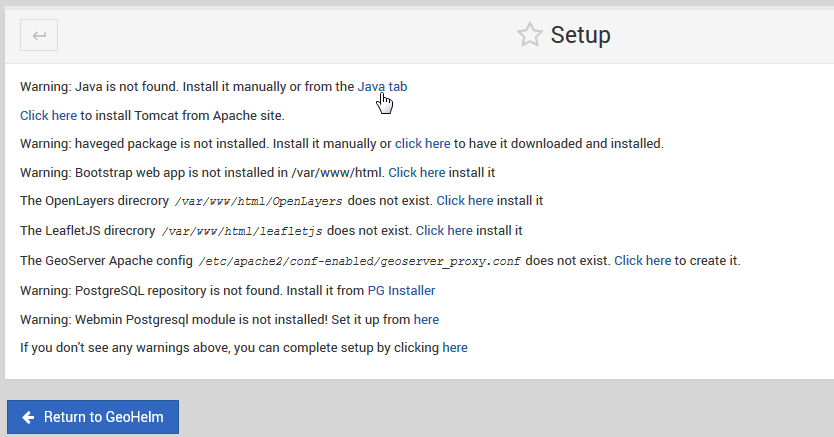 Setup
Warning: Java is not found. Install it manually or from the Java tab
Click here to install Tomcat from Apache site.
Warning: haveged package is not installed. Install it manually or click here to have it downloaded and installed.
Warning: Bootstrap web app is not installed in /var/www/html. Click here install it
The OpenLayers direcrory /var/www/html/OpenLayers does not exist. Click here install it
The LeafletJS direcrory /var/www/html/leafletjs does not exist. Click here install it
The GeoServer Apache config /etc/apache2/conf-enabled/geoserver_proxy.conf does not exist. Click here to create it.
Warning: PostgreSQL repository is not found. Install it from PG Installer
Warning: Webmin Postgresql module is not installed! Set it up from here
If you don't see any warnings above, you can complete setup by clicking here
Return to GeoHelm